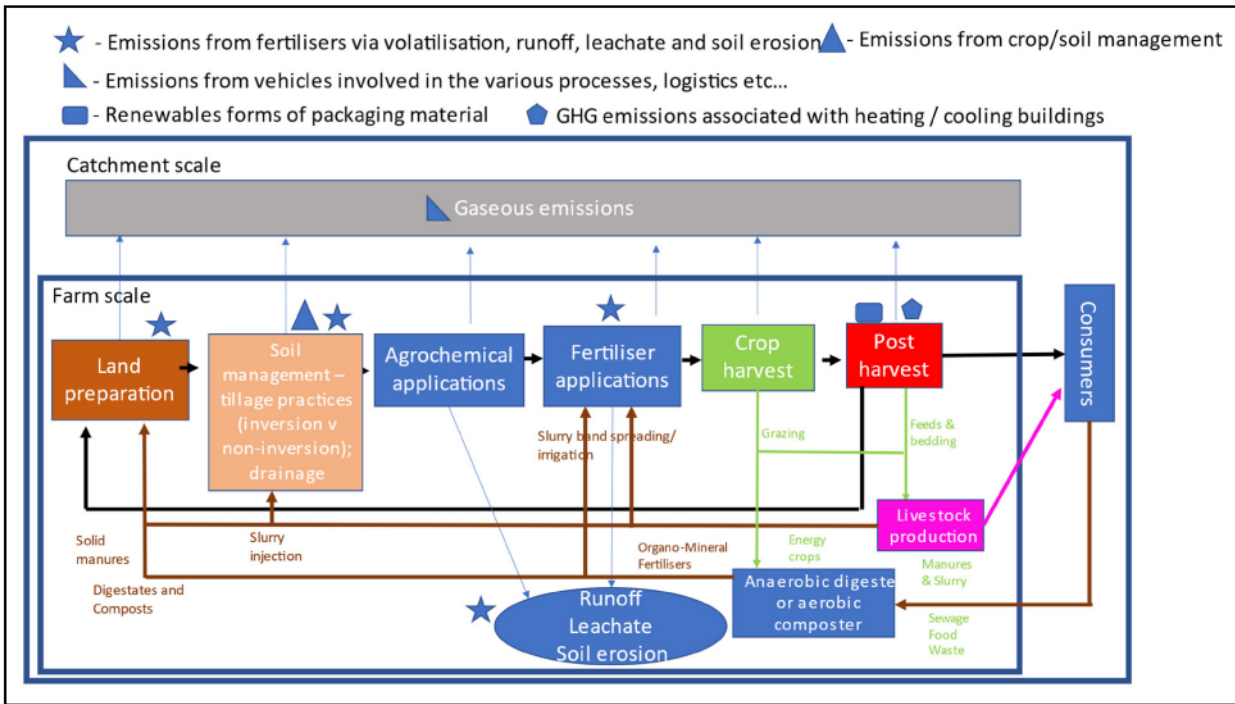 - Emissions from fertilisers via volatilisation, runoff, leachate and soil erosion
- Emissions from crop/soil management
- Emissions from vehicles involved in the various processes, logistics etc...
- Renewables forms of packaging material
GHG emissions associated with heating / cooling buildings
Catchment scale
Gaseous emissions
Farm scale
Land
preparation
Soil
management –
tillage practices
(inversion v
non-inversion);
drainage
Agrochemical
applications
Fertiliser
applications
Crop
harvest
Post
harvest
Consumers
Slurry band spreading/
irrigation
Grazing
Feeds &
bedding
Livestock
production
Solid
manures
Slurry
injection
Organo-Mineral
Fertilisers
Energy
crops
Manures
& Slurry
Digestates and
Composts
Anaerobic digeste
or aerobic
composter
Runoff
Leachate
Soil erosion
Sewage
Food
Waste